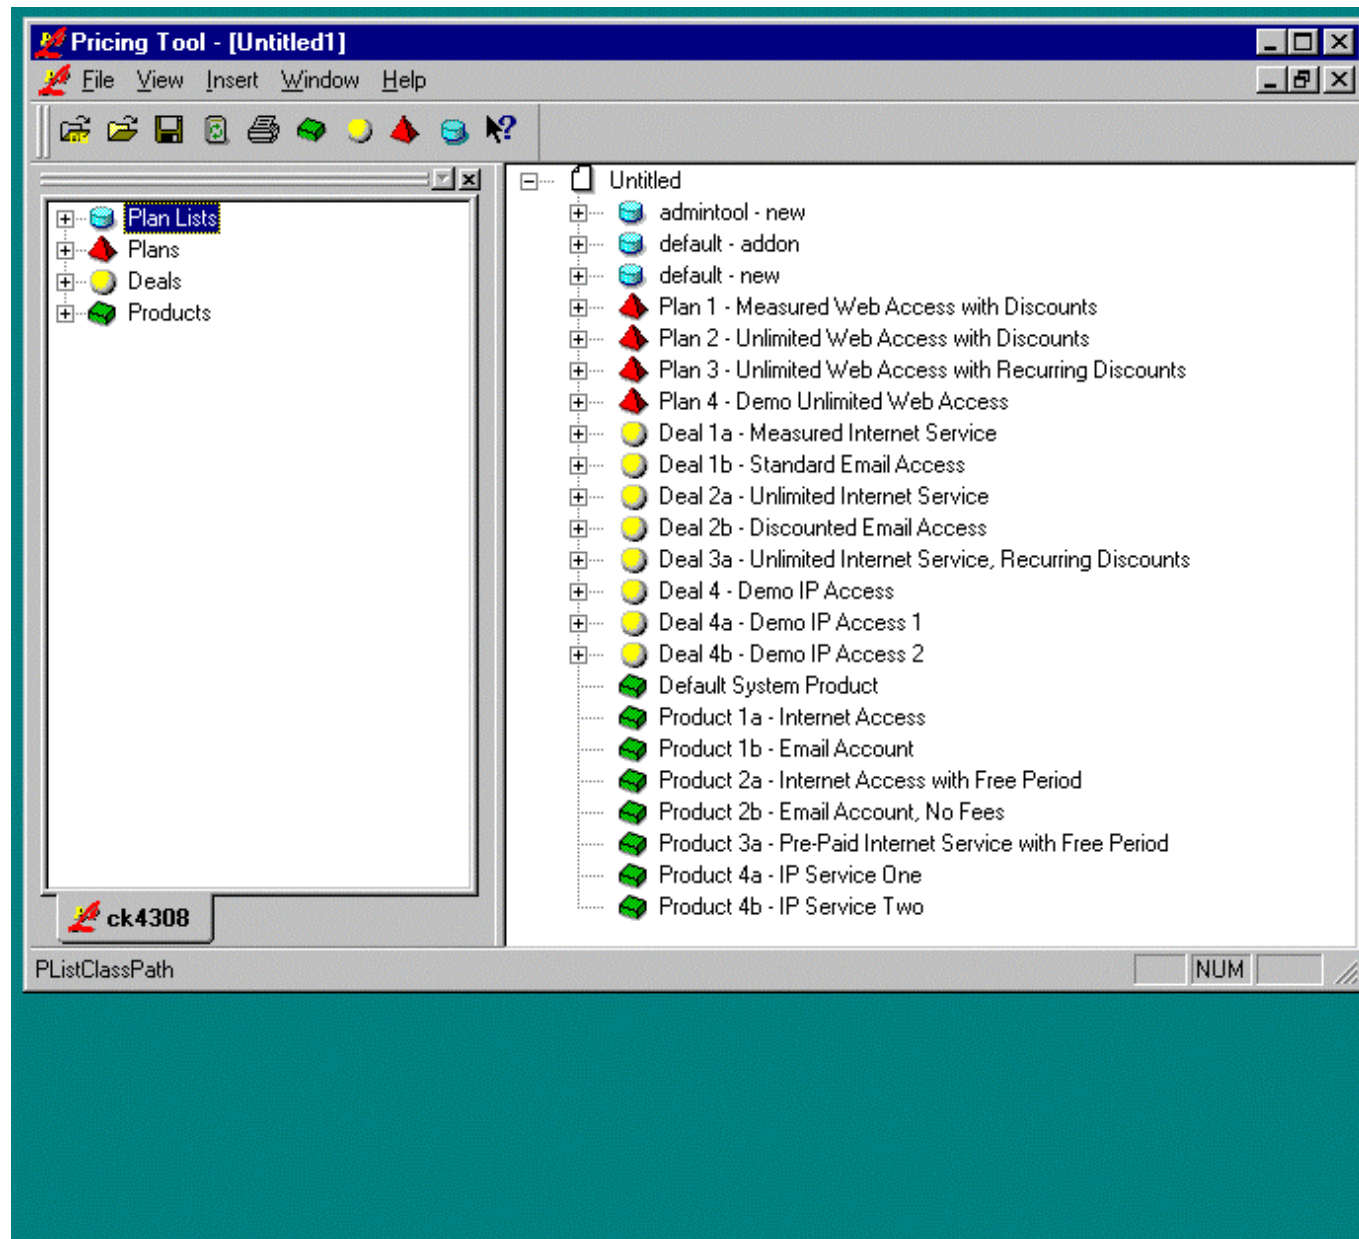 Pricing Tool - [Untitled1]
File View Insert Window Help
Plan Lists
Plans
Deals
Products
ck4308
Untitled
admintool - new
default - addon
default - new
Plan 1 - Measured Web Access with Discounts
Plan 2 - Unlimited Web Access with Discounts
Plan 3 - Unlimited Web Access with Recurring Discounts
Plan 4 - Demo Unlimited Web Access
Deal 1a - Measured Internet Service
Deal 1b - Standard Email Access
Deal 2a - Unlimited Internet Service
Deal 2b - Discounted Email Access
Deal 3a - Unlimited Internet Service, Recurring Discounts
Deal 4 - Demo IP Access
Deal 4a - Demo IP Access 1
Deal 4b - Demo IP Access 2
Default System Product
Product 1a - Internet Access
Product 1b - Email Account
Product 2a - Internet Access with Free Period
Product 2b - Email Account, No Fees
Product 3a - Pre-Paid Internet Service with Free Period
Product 4a - IP Service One
Product 4b - IP Service Two
PListClassPath
NUM